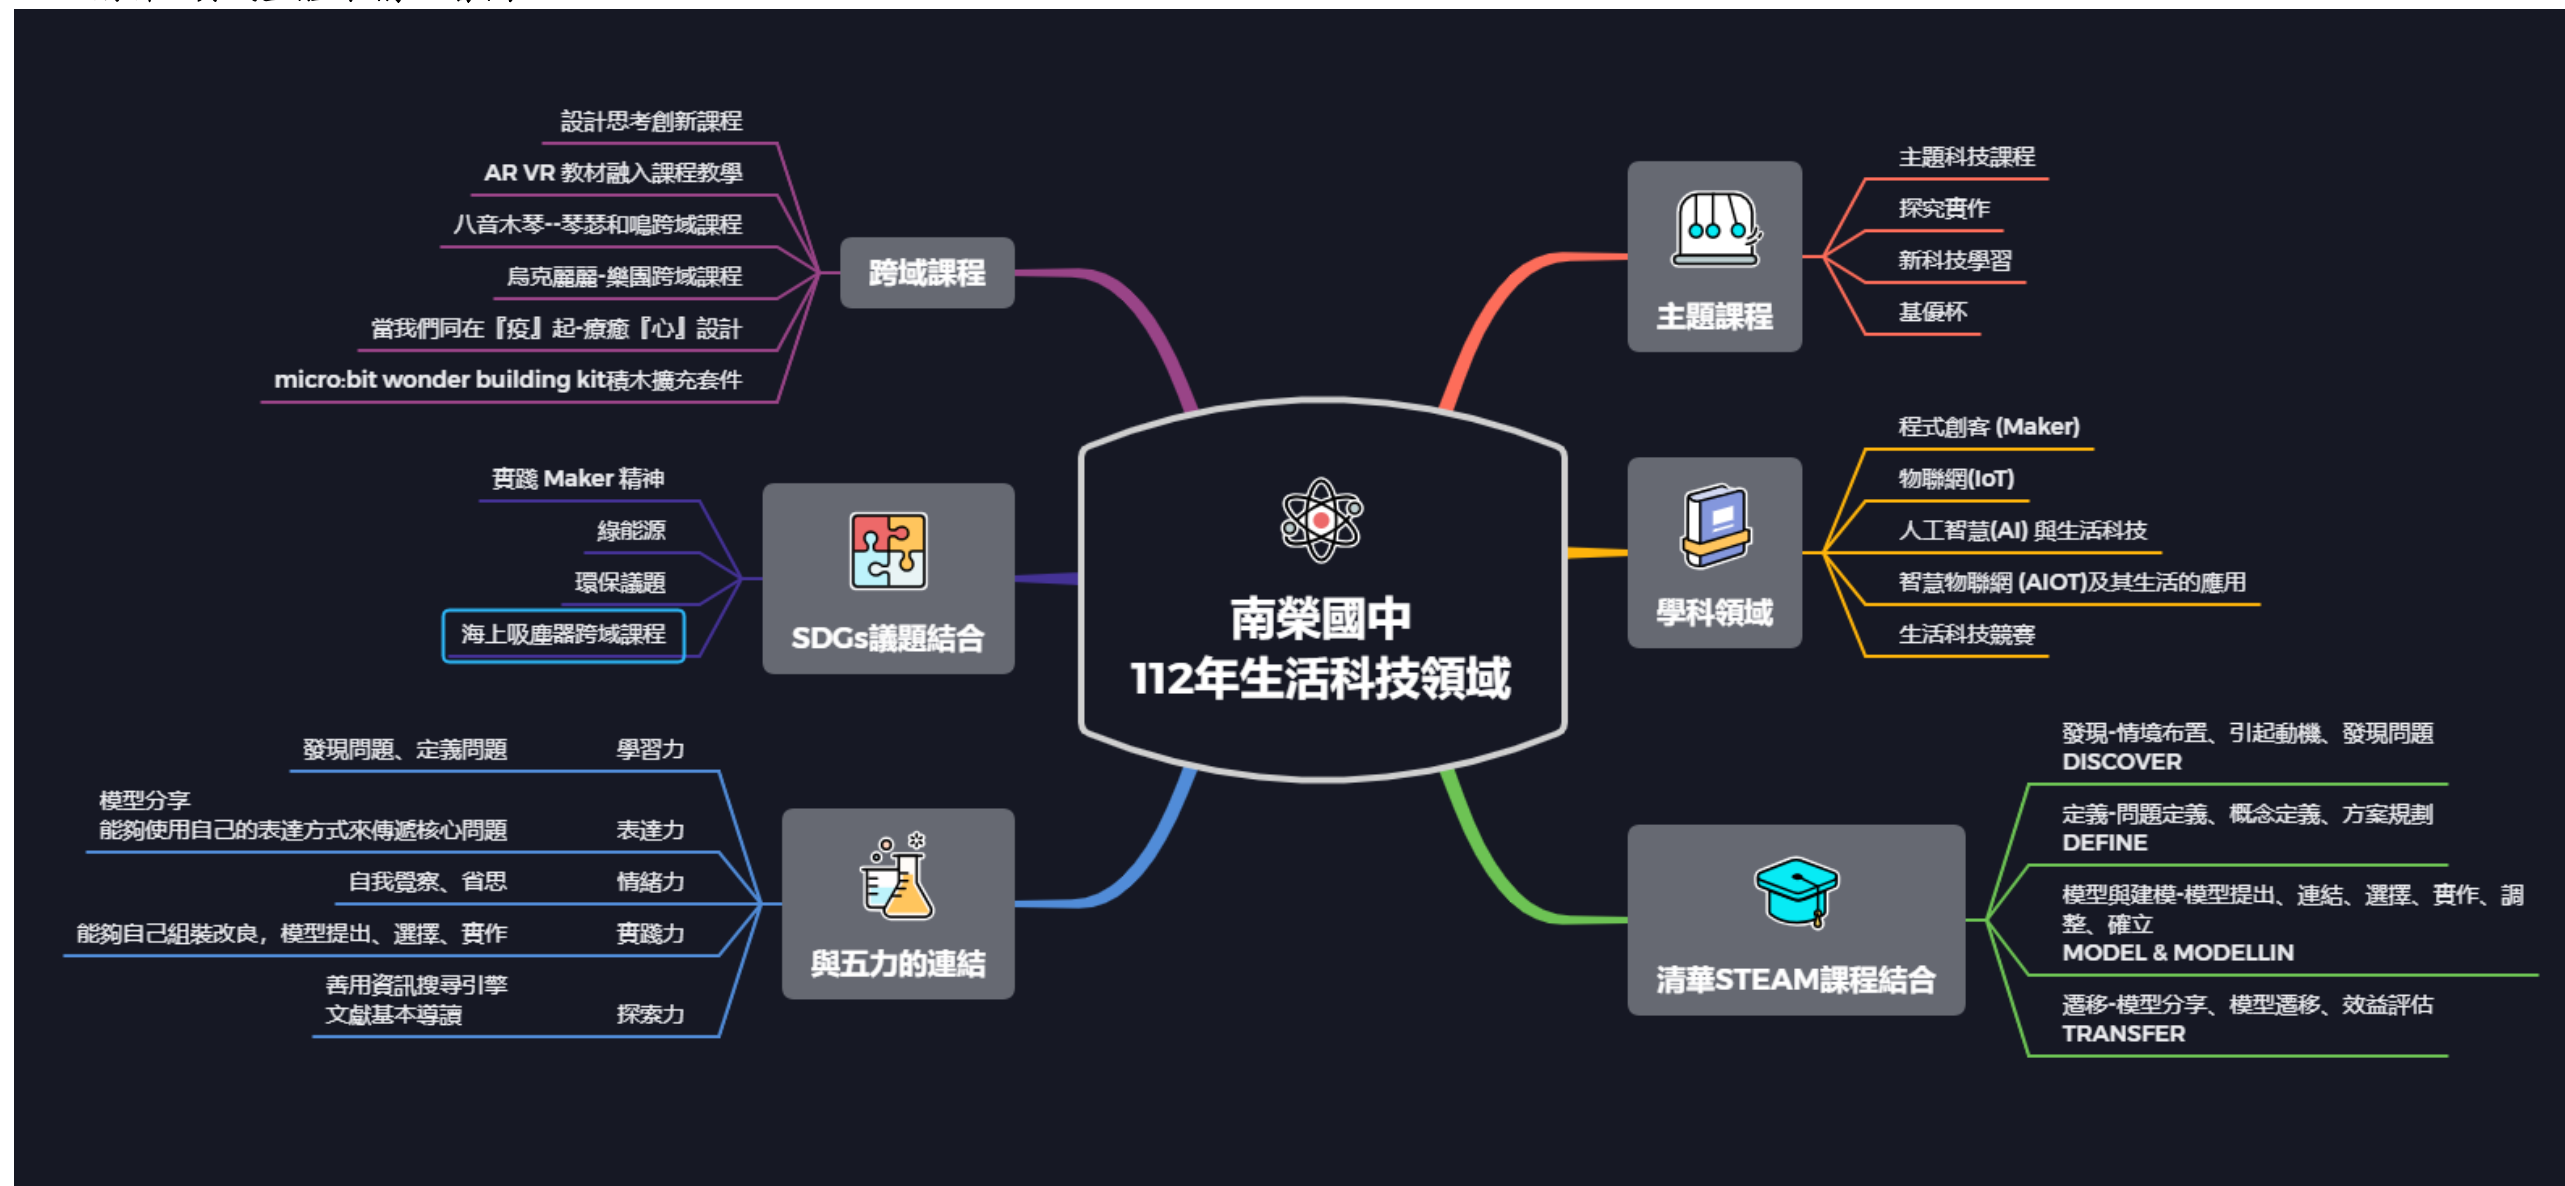 南榮國中
112年生活科技領域
主題課程
主題科技課程
探究實作
新科技學習
基優杯
學科領域
程式創客 (Maker)
物聯網(IoT)
人工智慧(AI) 與生活科技
智慧物聯網 (AIOT)及其生活的應用
生活科技競賽
清華STEAM課程結合
發現-情境布置、引起動機、發現問題
DISCOVER
定義-問題定義、概念定義、方案規劃
DEFINE
模型與建模-模型提出、連結、選擇、實作、調
整、確立
MODEL & MODELLIN
遷移-模型分享、模型遷移、效益評估
TRANSFER
跨域課程
設計思考創新課程
AR VR 教材融入課程教學
八音木琴--琴瑟和鳴跨域課程
烏克麗麗-樂團跨域課程
當我們同在『疫』起-療癒『心』設計
micro:bit wonder building kit積木擴充套件
SDGs議題結合
實踐 Maker 精神
綠能源
環保議題
海上吸塵器跨域課程
與五力的連結
學習力
發現問題、定義問題
表達力
模型分享
能夠使用自己的表達方式來傳遞核心問題
情緒力
自我覺察、省思
實踐力
能夠自己組裝改良，模型提出、選擇、實作
探索力
善用資訊搜尋引擎
文獻基本導讀